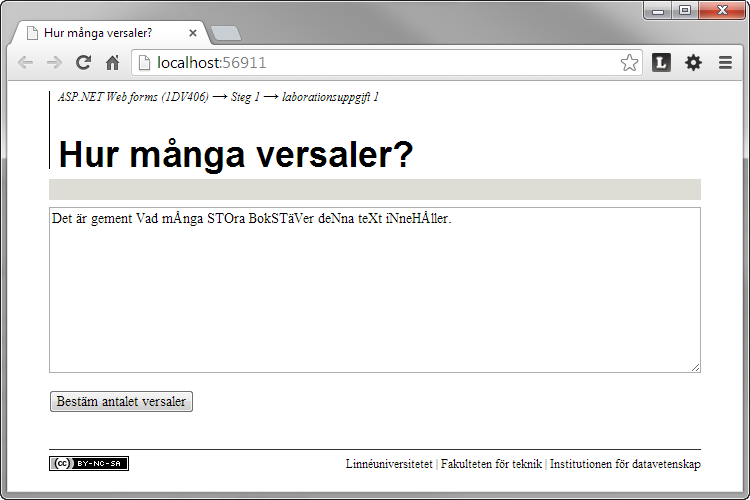 Hur många versaler?
localhost:56911
L
ASP.NET Web forms (1DV406) → Steg 1 → laborationsuppgift 1
Hur många versaler?
Det är gement Vad mÅnga STOra BokSTäVer deNna teXt iNneHÅller.
Bestäm antalet versaler
(cc) BY-NC-SA
Linnéuniversitetet | Fakulteten för teknik | Institutionen för datavetenskap